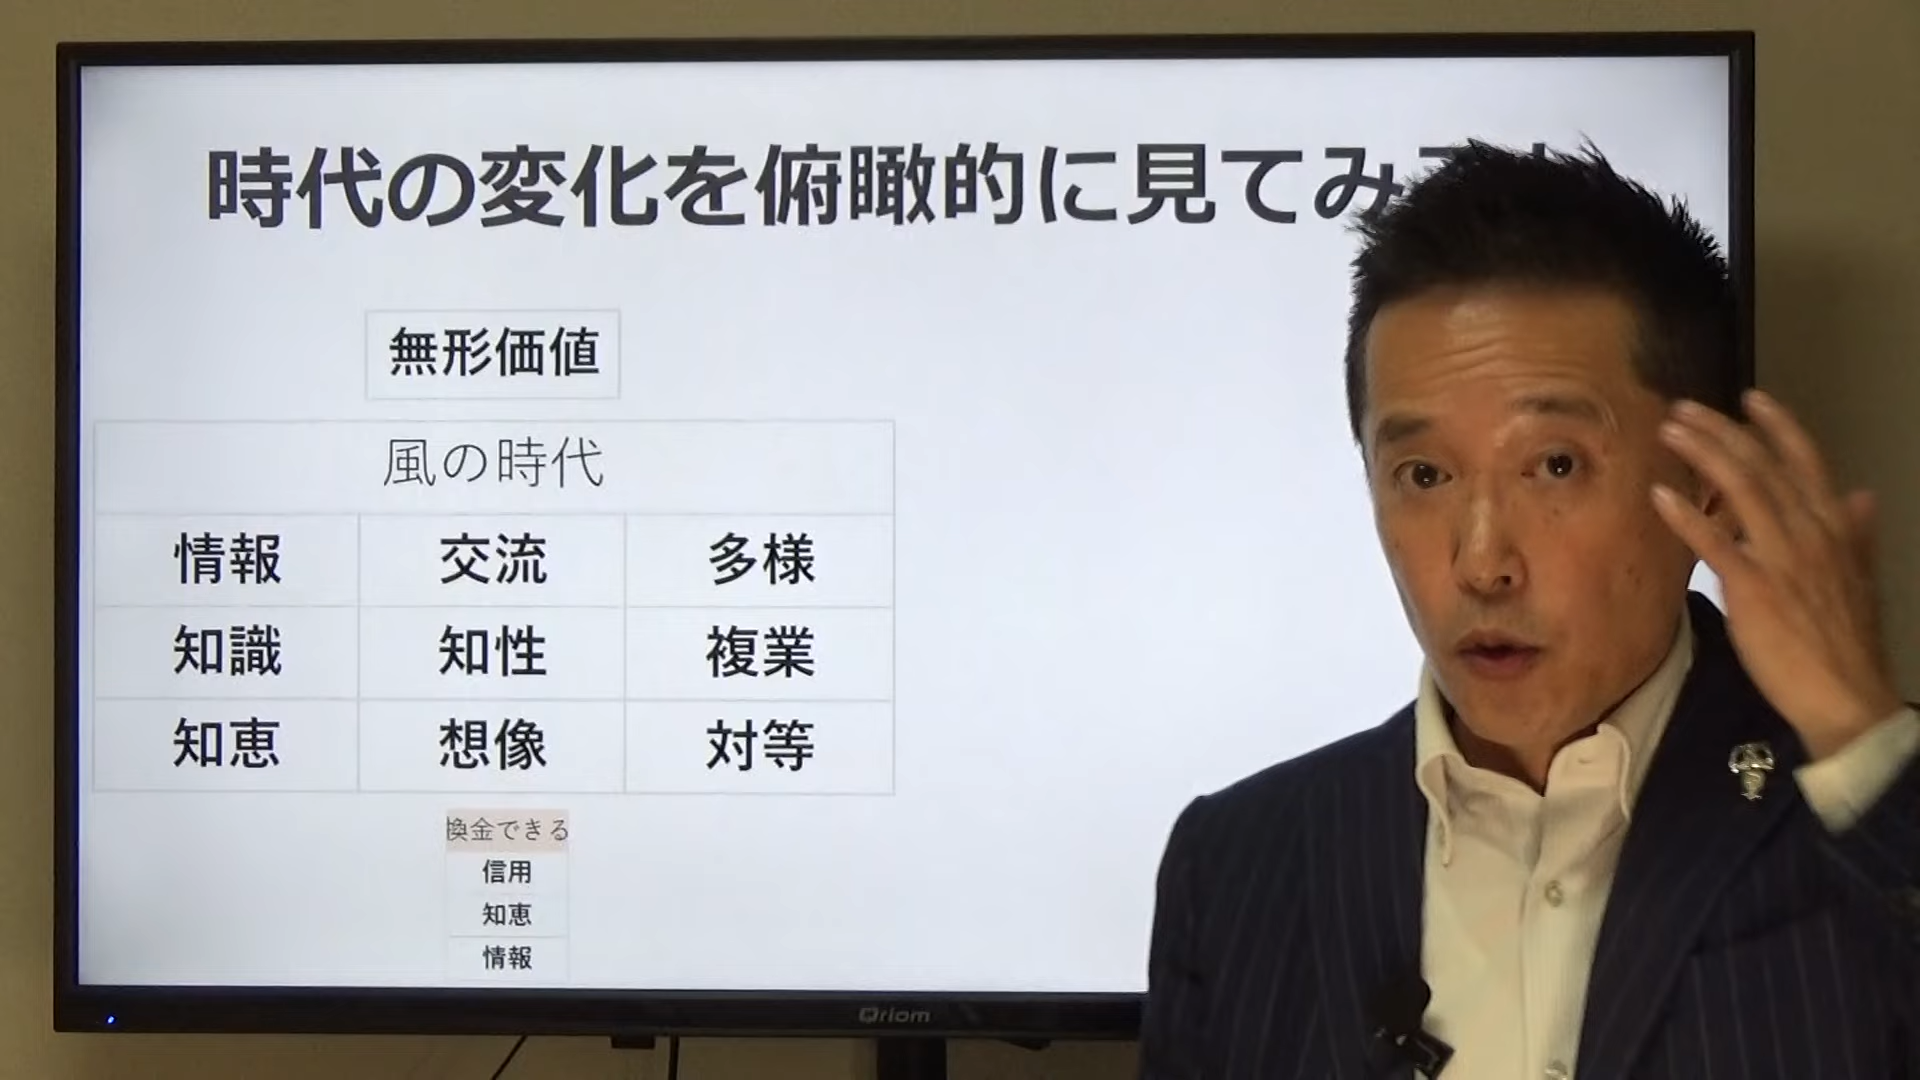 時代の変化を俯瞰的に見てみ
無形価値
風の時代
情報 交流 多様
知識 知性 複業
知恵 想像 対等
換金できる
信用
知恵
情報
Qriom